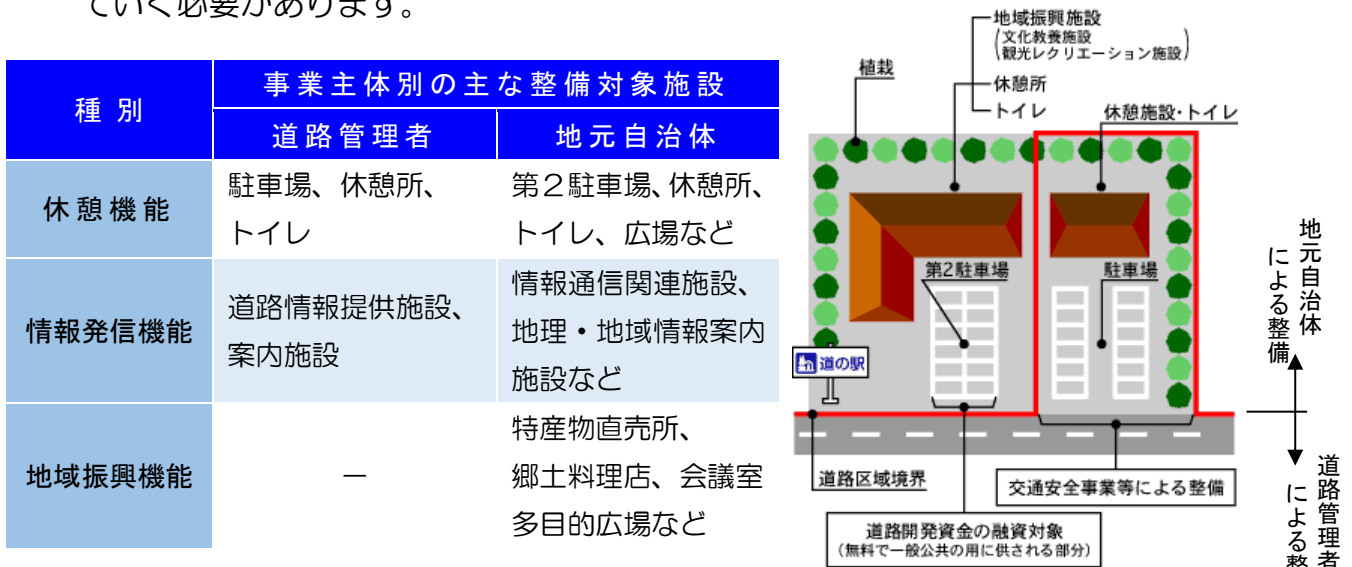 ていく必要があります。
種別
事業主体別の主な整備対象施設
道路管理者
地元自治体
休憩機能
駐車場、休憩所、
トイレ
第2駐車場、休憩所、
トイレ、広場など
情報発信機能
道路情報提供施設、
案内施設
情報通信関連施設、
地理・地域情報案内
施設など
地域振興機能
－
特産物直売所、
郷土料理店、会議室
多目的広場など
地域振興施設
(文化教養施設
観光レクリエーション施設)
休憩所
トイレ
植栽
休憩施設・トイレ
第2駐車場
駐車場
道の駅
道路区域境界
交通安全事業等による整備
道路開発資金の融資対象
(無料で一般公共の用に供される部分)
地元自治体
による整備
道路管理者
による整